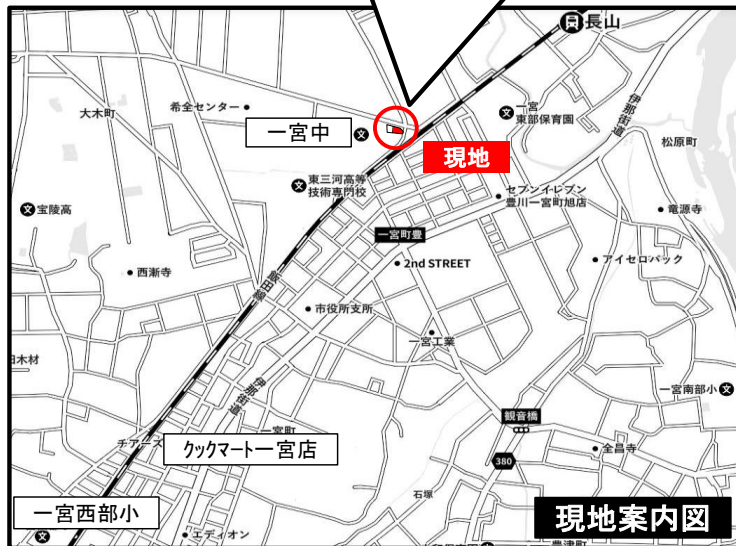 長山
大木町
希全センター
一宮中
一宮
東部保育園
伊那街道
松原町
現地
東三河高等
技術専門校
セブンイレブン
豊川一宮町旭店
宝陵高
竜源寺
一宮町豊
2nd STREET
アイセロパック
西漸寺
飯田線
市役所支所
一宮工業
日木材
伊那街道
一宮南部小
観音橋
一宮町
チアーズ
クックマート一宮店
全昌寺
380
石塚
一宮西部小
エディオン
現地案内図
豊津町